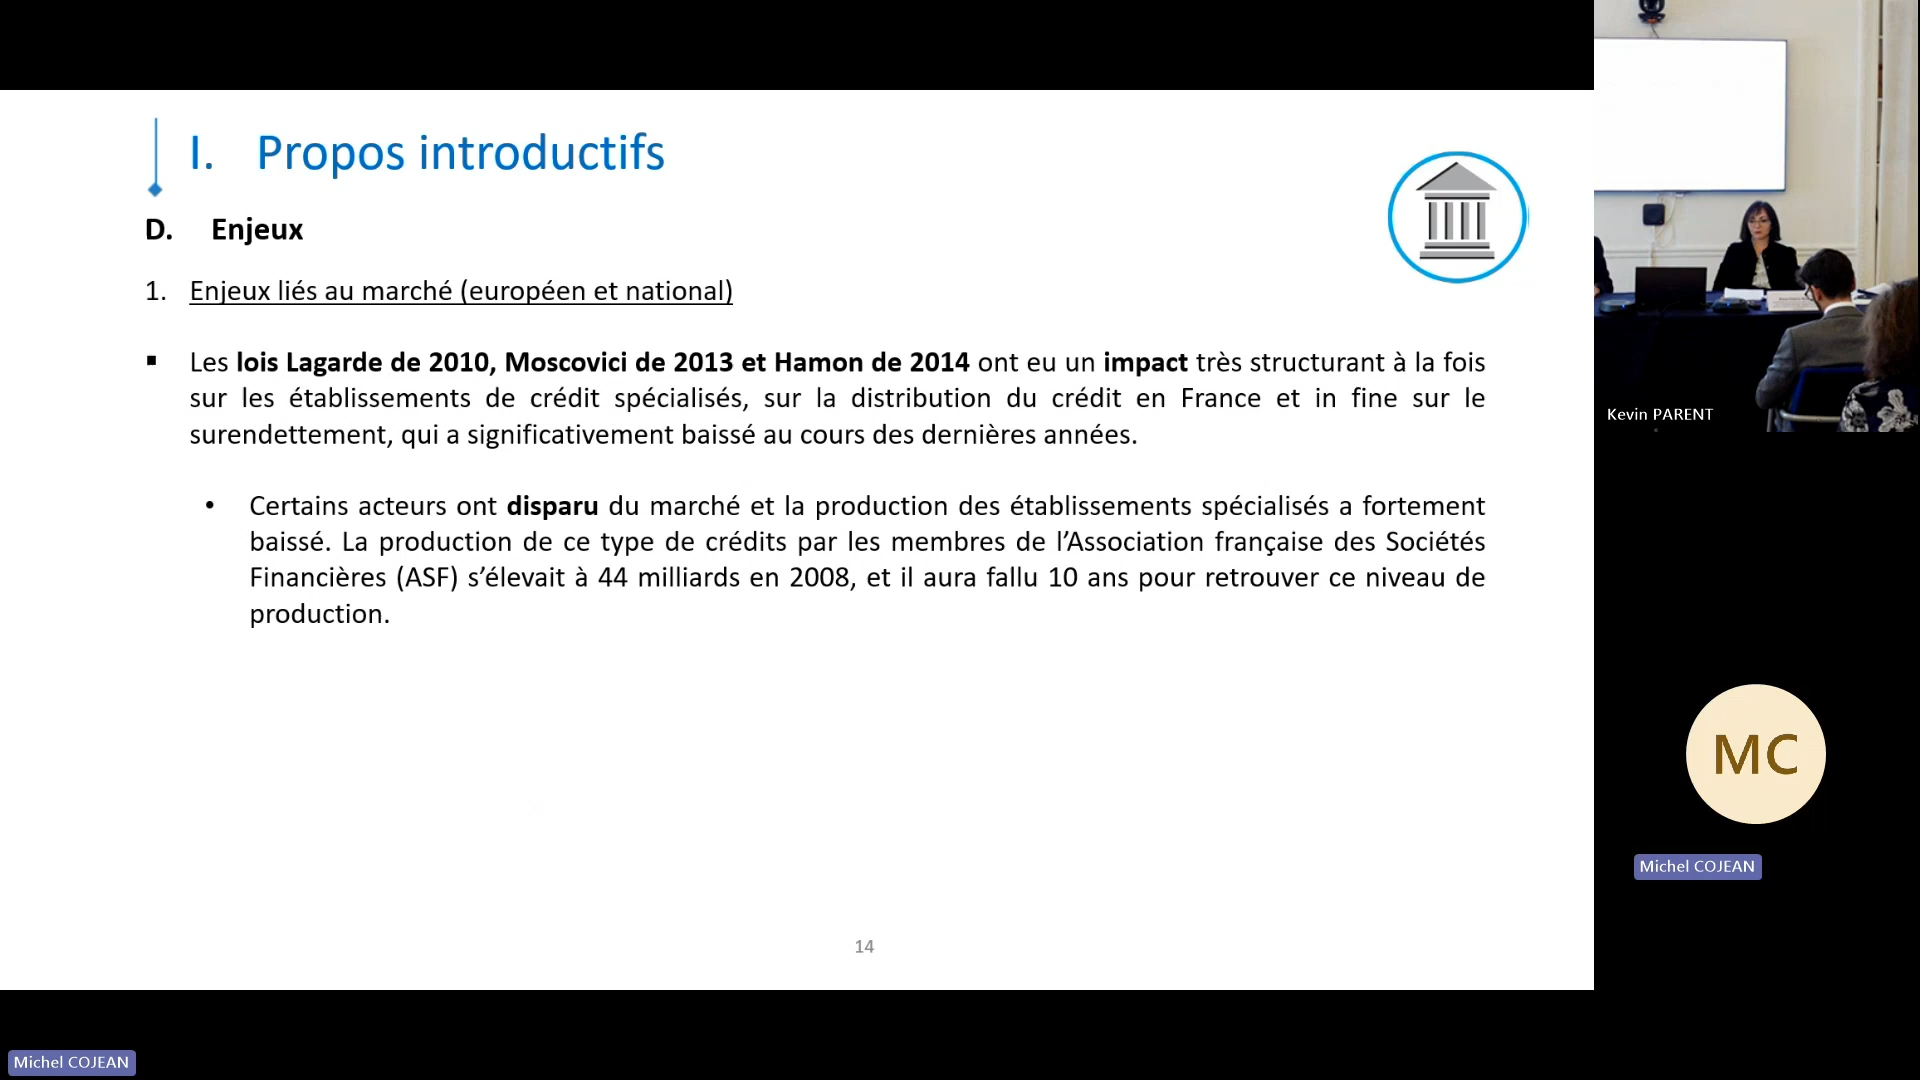 I. Propos introductifs
D. Enjeux
1. Enjeux liés au marché (européen et national)
▪ Les lois Lagarde de 2010, Moscovici de 2013 et Hamon de 2014 ont eu un impact très structurant à la fois
sur les établissements de crédit spécialisés, sur la distribution du crédit en France et in fine sur le
surendettement, qui a significativement baissé au cours des dernières années.
• Certains acteurs ont disparu du marché et la production des établissements spécialisés a fortement
baissé. La production de ce type de crédits par les membres de l’Association française des Sociétés
Financières (ASF) s’élevait à 44 milliards en 2008, et il aura fallu 10 ans pour retrouver ce niveau de
production.
14
Kevin PARENT
MC
Michel COJEAN
Michel COJEAN